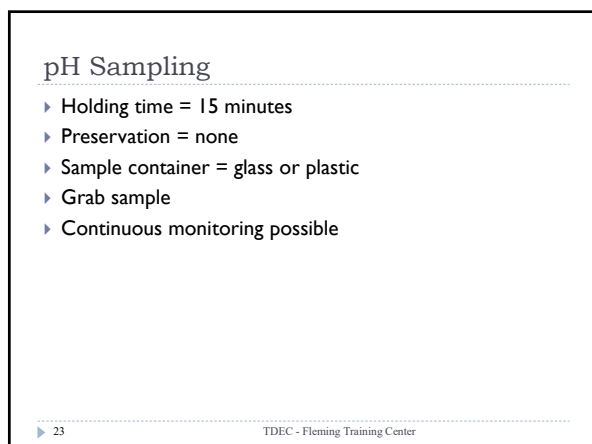 pH Sampling
Holding time = 15 minutes
Preservation = none
Sample container = glass or plastic
Grab sample
Continuous monitoring possible
23 TDEC - Fleming Training Center